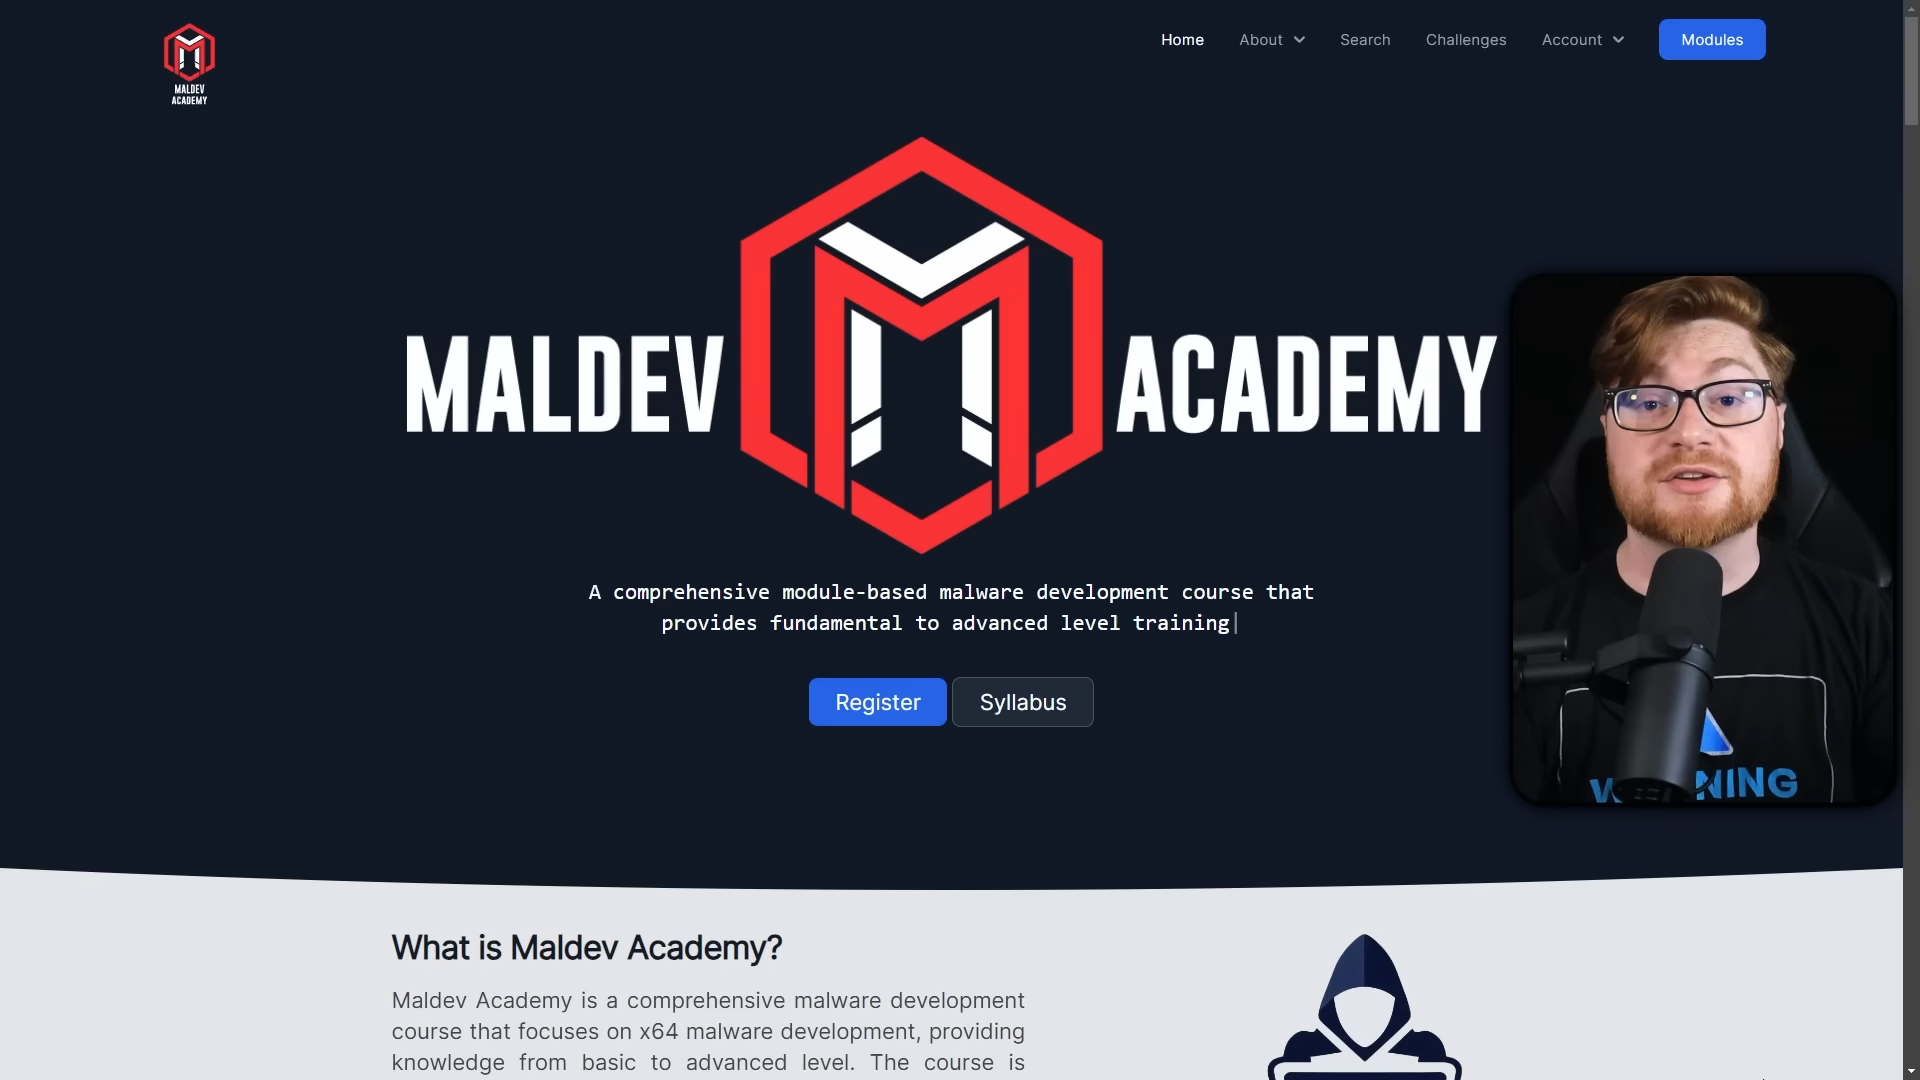 MALDEV
ACADEMY
Home
About
Search
Challenges
Account
Modules
MALDEV ACADEMY
A comprehensive module-based malware development course that
provides fundamental to advanced level training
Register
Syllabus
What is Maldev Academy?
Maldev Academy is a comprehensive malware development
course that focuses on x64 malware development, providing
knowledge from basic to advanced level. The course is